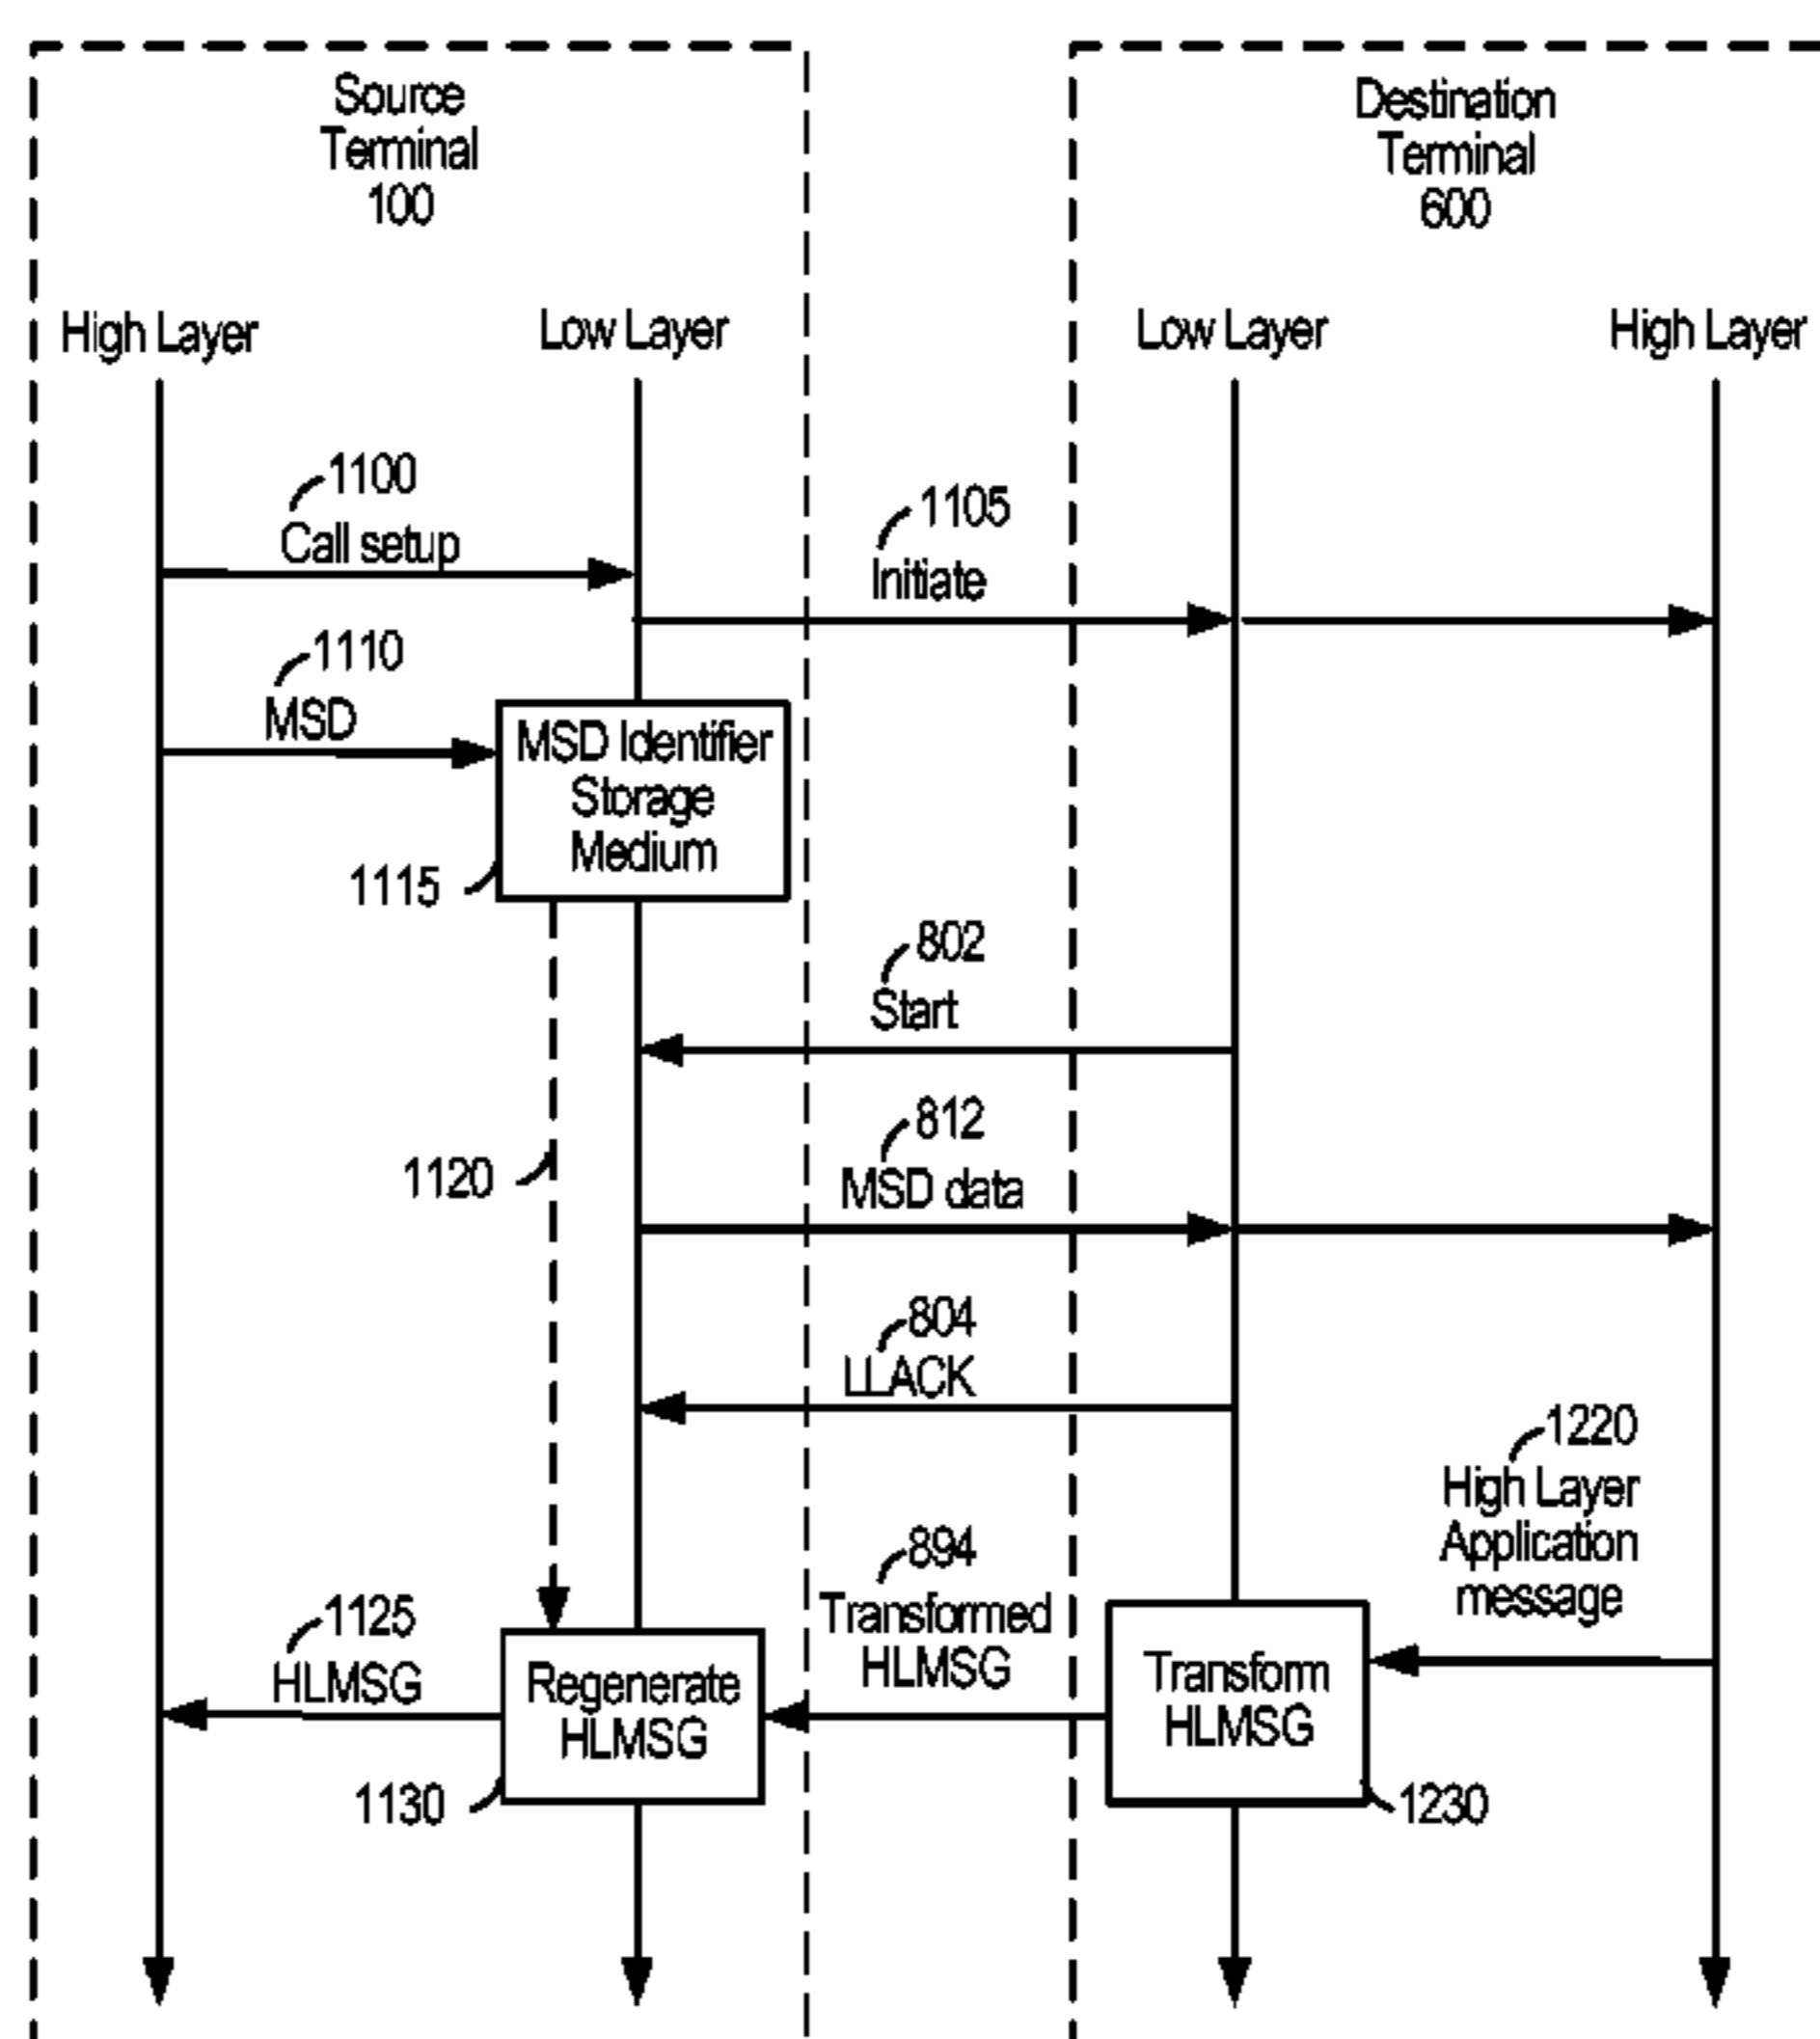 Source
Terminal
100
Destination
Terminal
600
High Layer
Low Layer
Low Layer
High Layer
1100
Call setup
1105
Initiate
1110
MSD
MSD Identifier
Storage
Medium
1115
802
Start
812
MSD data
1120
804
LLACK
1220
High Layer
Application
message
894
Transformed
HLMSG
1125
HLMSG
Regenerate
HLMSG
Transform
HLMSG
1130
1230